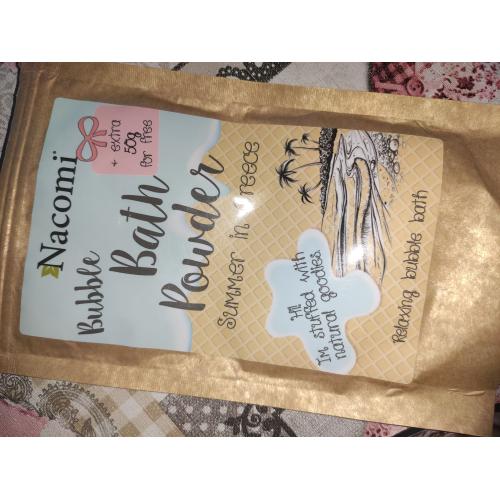 Nacomi
+ extra
50g
for free
Bubble
Bath
Powder
Summer in Greece
Hi!
I'm stuffed with
natural goodies
Relaxing bubble bath